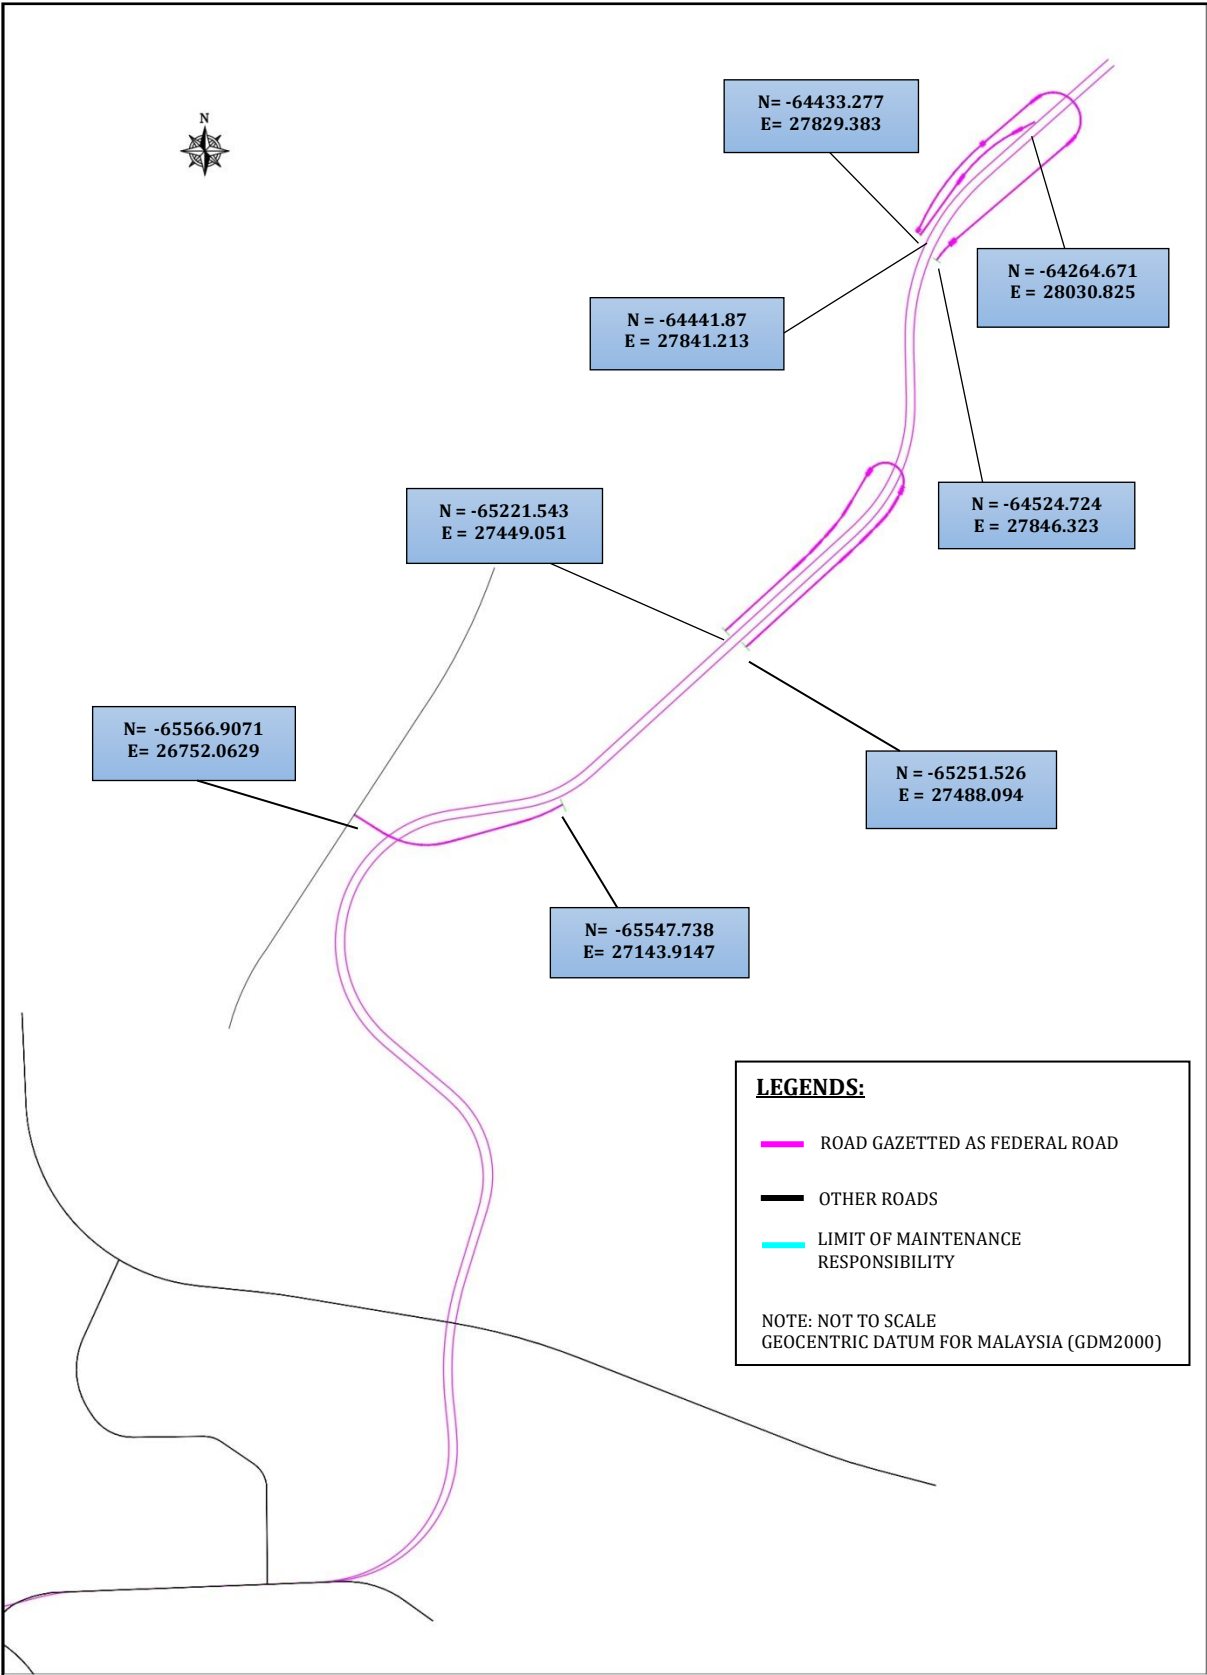 N= -64433.277
E= 27829.383
N
N = -64264.671
E = 28030.825
N = -64441.87
E = 27841.213
N = -65221.543
E = 27449.051
N = -64524.724
E = 27846.323
N= -65566.9071
E= 26752.0629
N = -65251.526
E = 27488.094
N= -65547.738
E= 27143.9147
LEGENDS:
ROAD GAZETTED AS FEDERAL ROAD
OTHER ROADS
LIMIT OF MAINTENANCE
RESPONSIBILITY
NOTE: NOT TO SCALE
GEOCENTRIC DATUM FOR MALAYSIA (GDM2000)